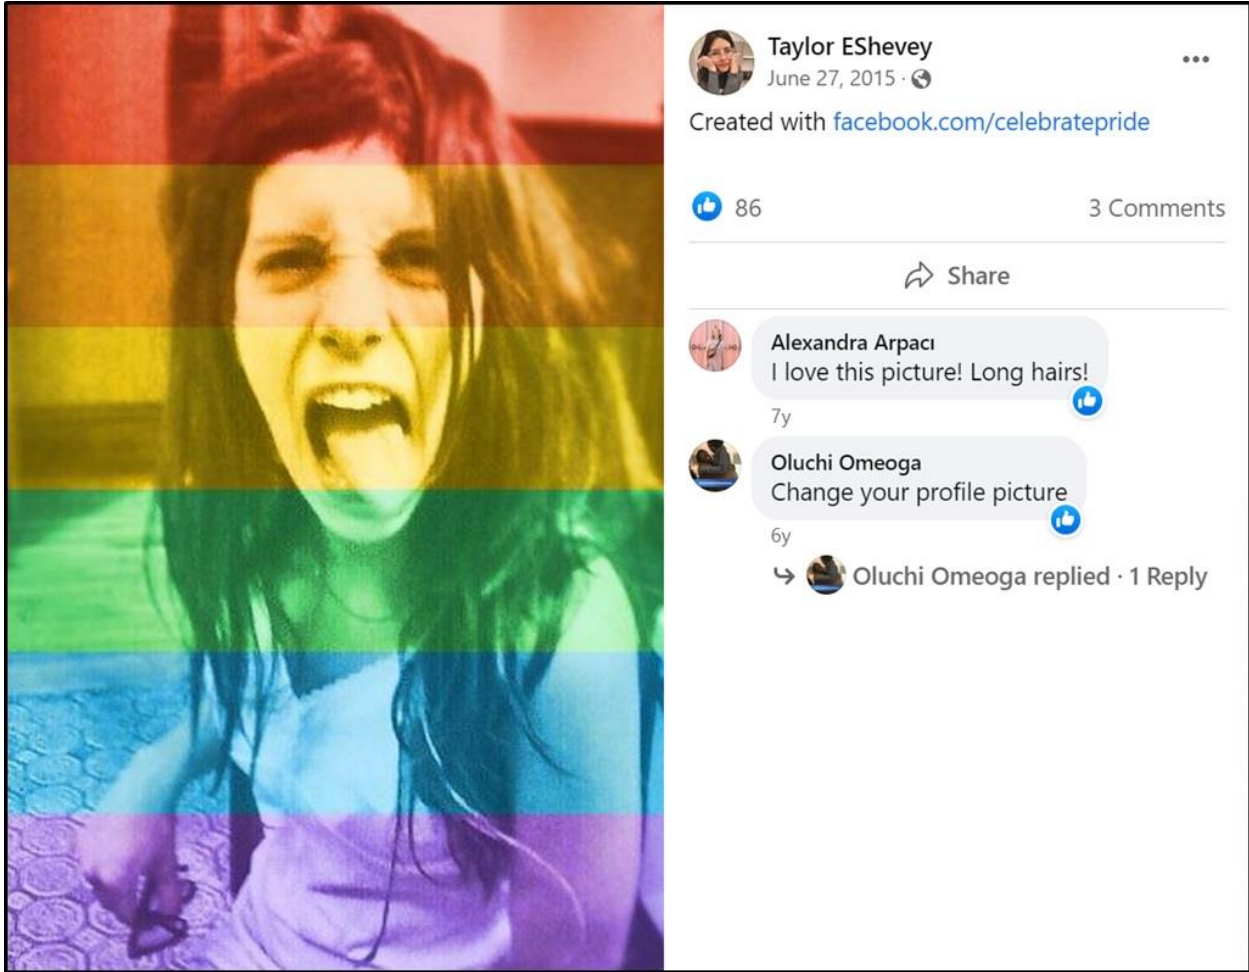 Taylor EShevey
June 27, 2015 ·
Created with facebook.com/celebratepride
86 3 Comments
Share
Alexandra Arpacı
I love this picture! Long hairs!
7y
Oluchi Omeoga
Change your profile picture
6y
Oluchi Omeoga replied · 1 Reply